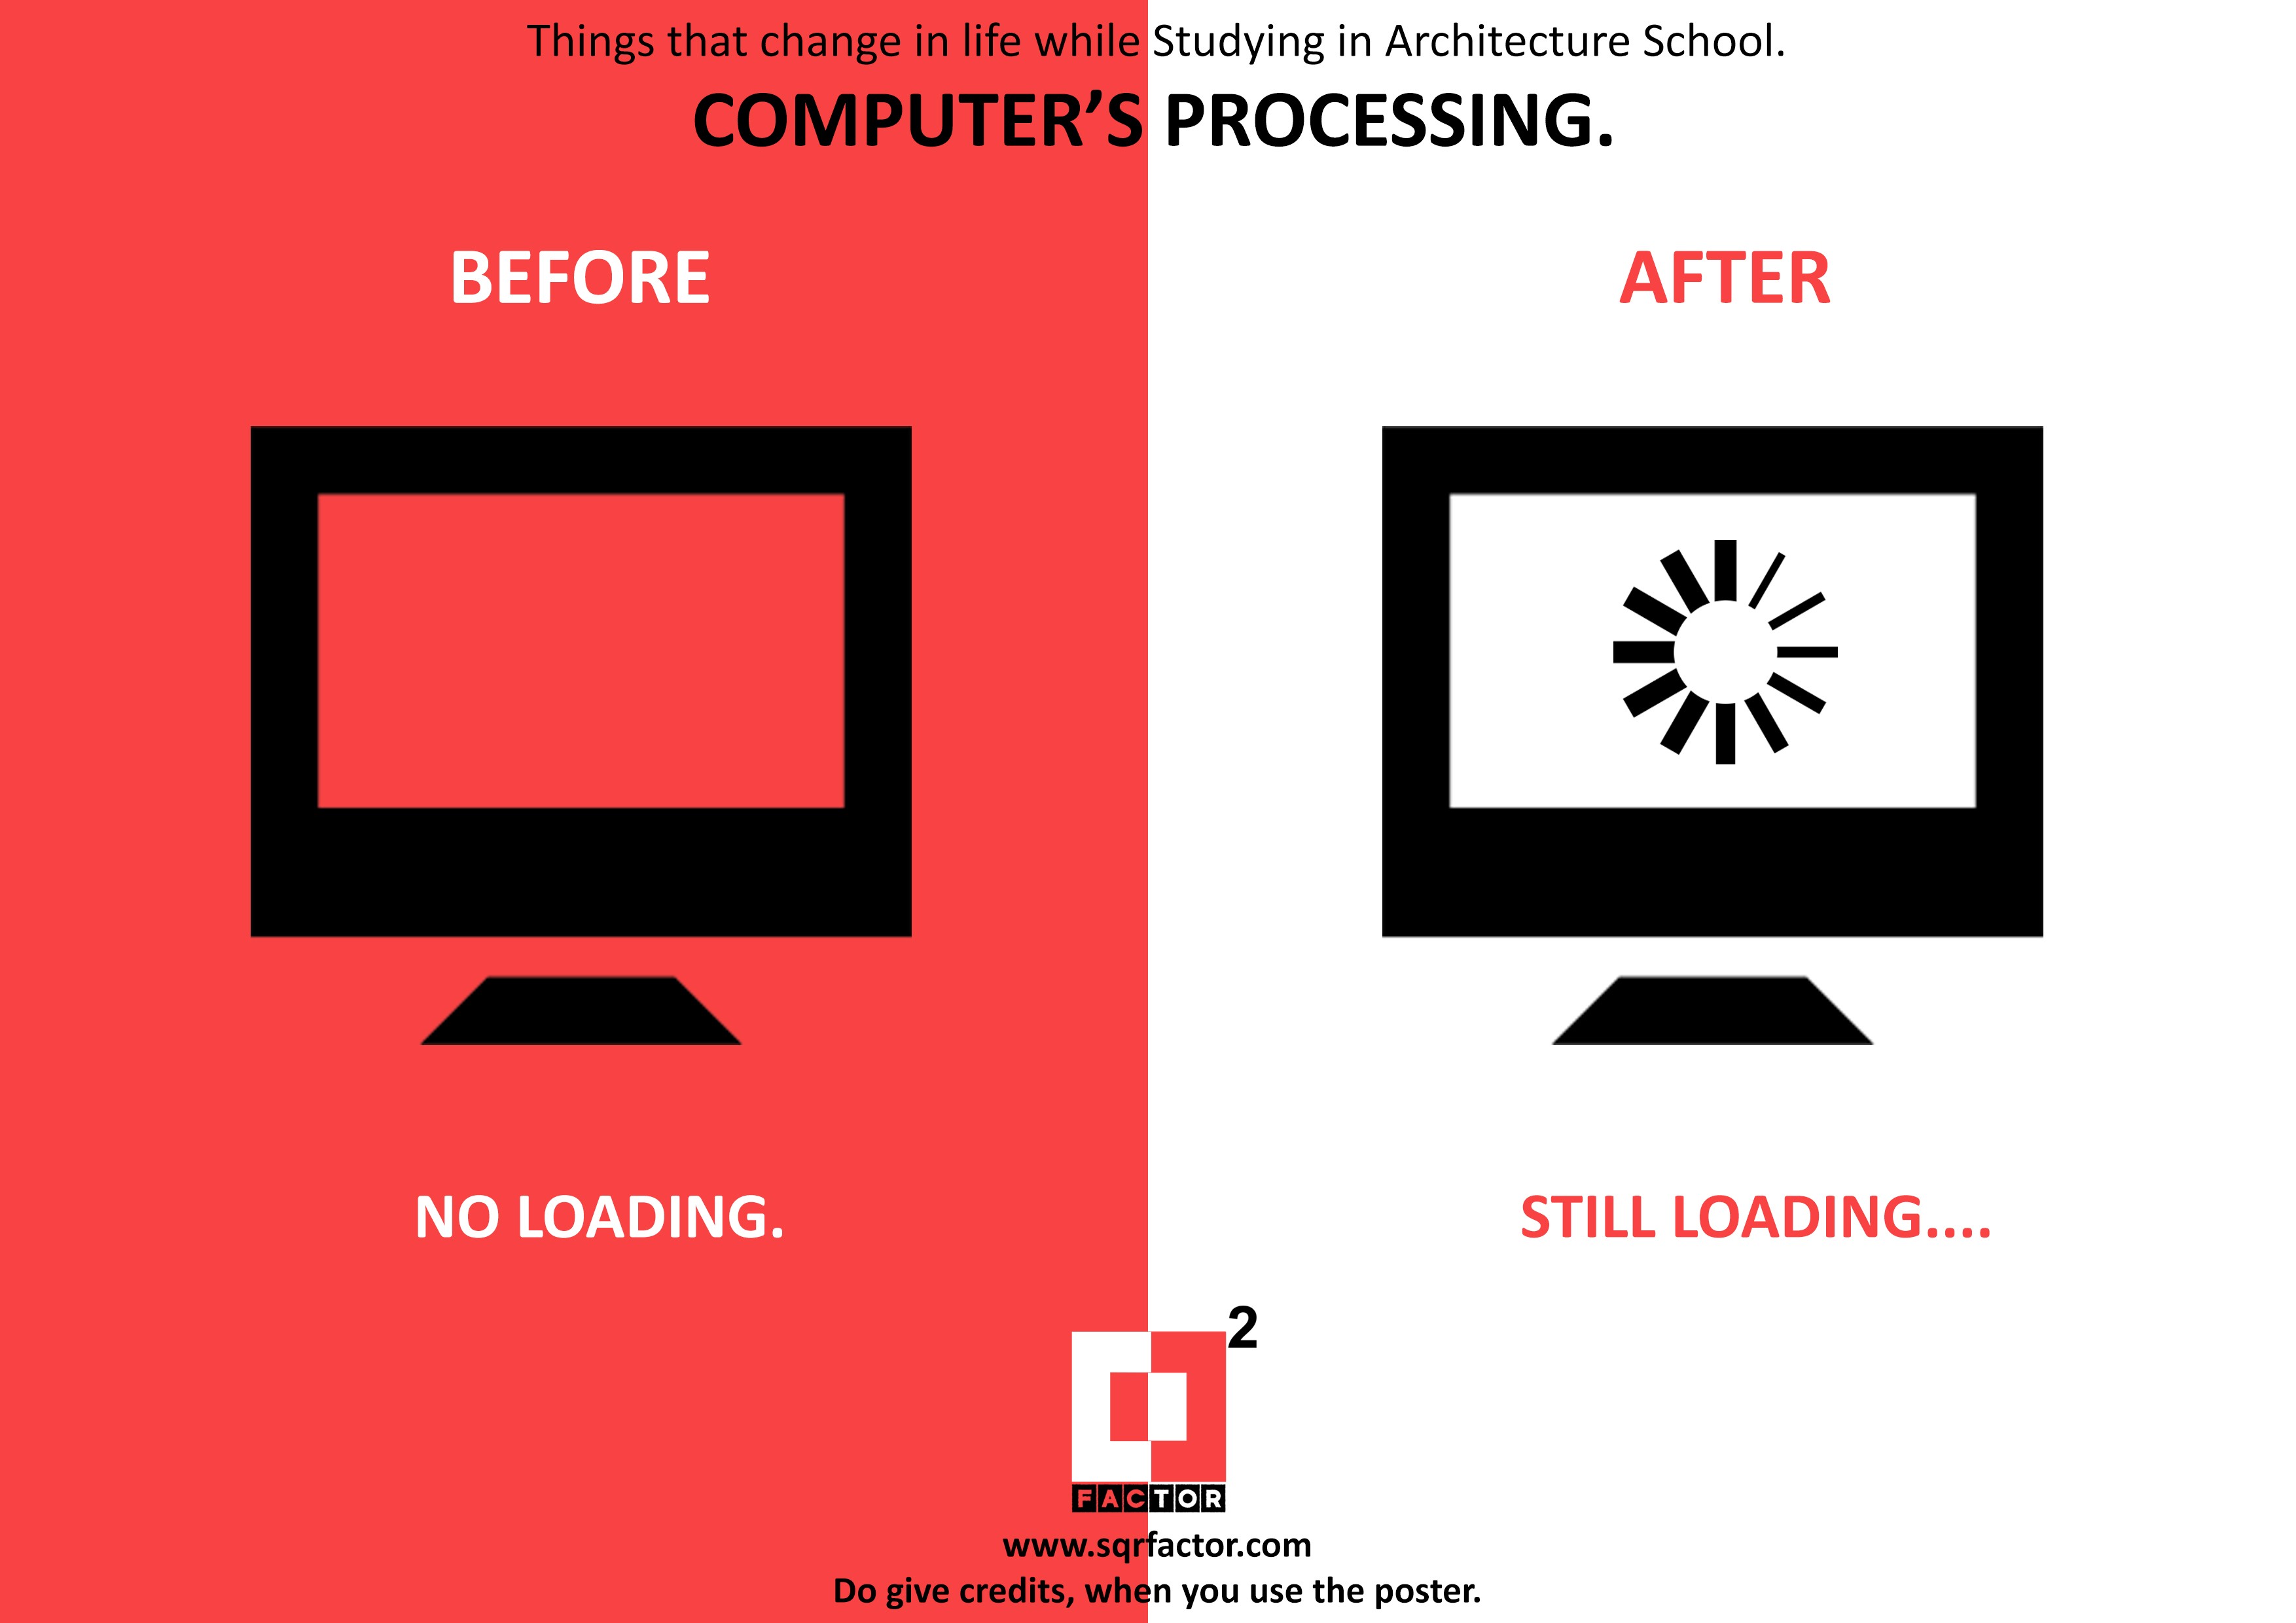 Things that change in life while Studying in Architecture School.
COMPUTER’S PROCESSING.
BEFORE
AFTER
NO LOADING.
STILL LOADING....
2
FACTOR
www.sqrfactor.com
Do give credits, when you use the poster.